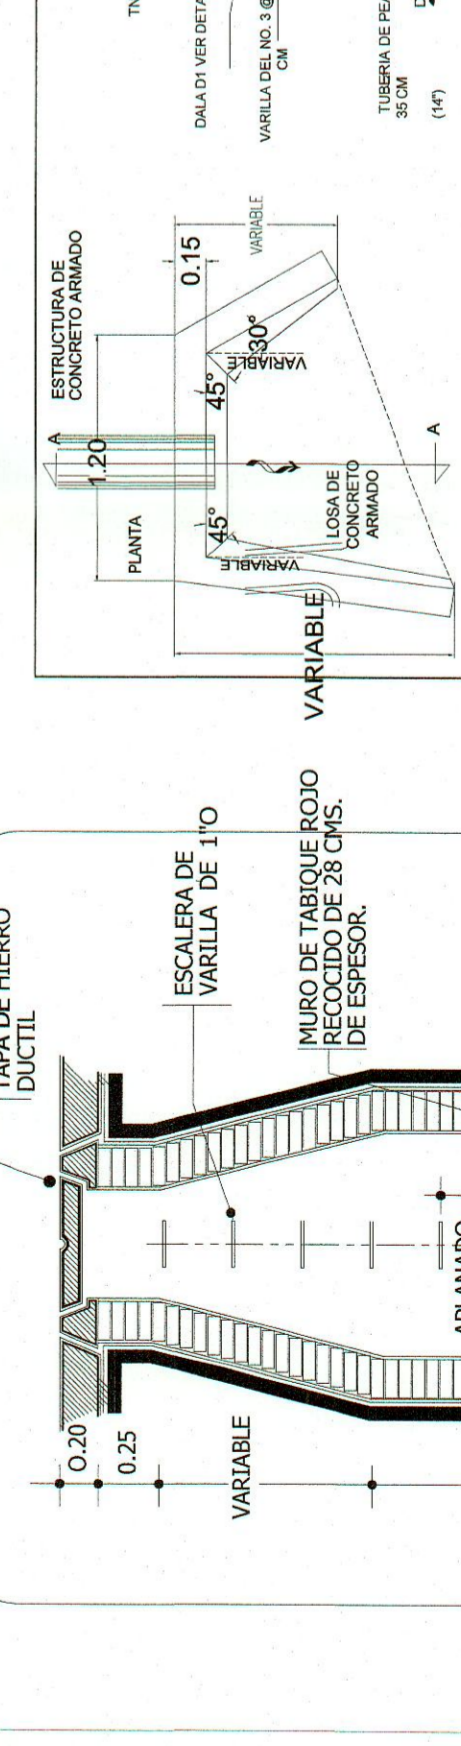 TN
DALA D1 VER DETA
VARILLA DEL NO. 3 @
CM
TUBERIA DE PEA
35 CM
(14")
D
ESTRUCTURA DE
CONCRETO ARMADO
A
1.20
PLANTA
0.15
VARIABLE
45°
45°
30°
VARIABLE
VARIABLE
LOSA DE
CONCRETO
ARMADO
A
VARIABLE
TAPA DE HIERRO
DUCTIL
ESCALERA DE
VARILLA DE 1"O
MURO DE TABIQUE ROJO
RECOCIDO DE 28 CMS.
DE ESPESOR.
APLANADO
0.20
0.25
VARIABLE